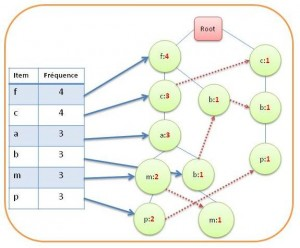 Root
Item Fréquence
f 4
c 4
a 3
b 3
m 3
p 3
f:4
c:1
c:3
b:1
b:1
a:3
p:1
m:2
b:1
p:2
m:1